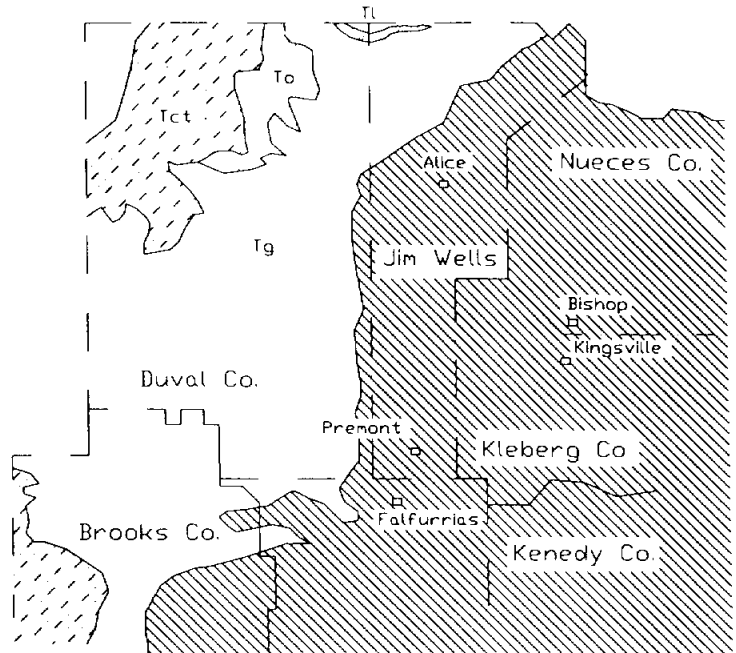 Tl
To
Tct
Alice
Nueces Co.
Tg
Jim Wells
Bishop
Kingsville
Duval Co.
Premont
Kleberg Co
Falfurrias
Brooks Co.
Kenedy Co.